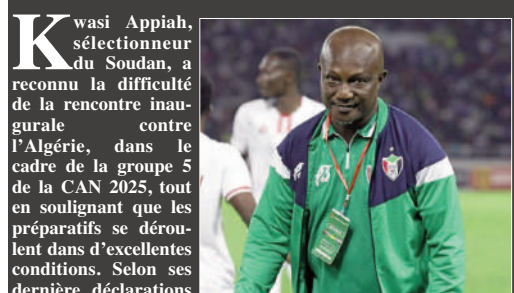 Kwasi Appiah,
sélectionneur
du Soudan, a
reconnu la difficulté
de la rencontre inau-
gurale contre
l'Algérie, dans le
cadre de la groupe 5
de la CAN 2025, tout
en soulignant que les
préparatifs se dérou-
lent dans d'excellentes
conditions. Selon ses
dernière déclarations